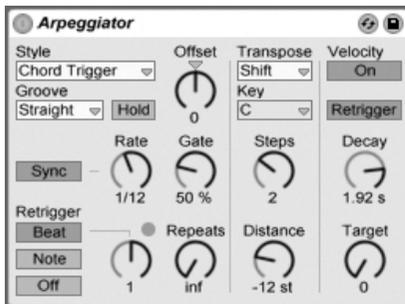 Arpeggiator
Style
Chord Trigger
Groove
Straight
Hold
Offset
0
Transpose
Shift
Key
C
Velocity
On
Retrigger
Rate
Gate
Steps
Decay
Sync
1/12
50 %
2
1.92 s
Retrigger
Beat
Note
Off
1
Repeats
inf
Distance
-12 st
Target
0